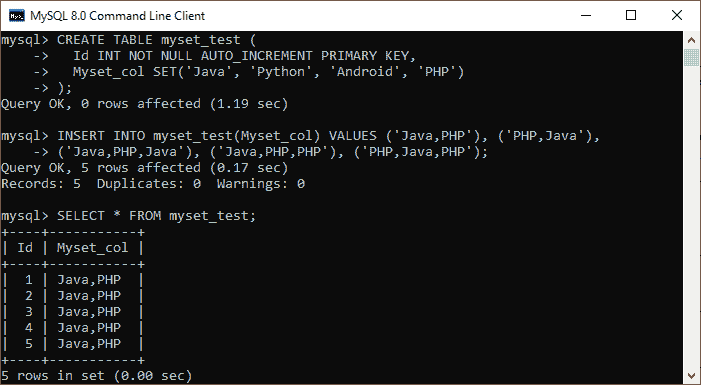 MySQL 8.0 Command Line Client
mysql> CREATE TABLE myset_test (
    ->   Id INT NOT NULL AUTO_INCREMENT PRIMARY KEY,
    ->   Myset_col SET('Java', 'Python', 'Android', 'PHP')
    -> );
Query OK, 0 rows affected (1.19 sec)

mysql> INSERT INTO myset_test(Myset_col) VALUES ('Java,PHP'), ('PHP,Java'),
    -> ('Java,PHP,Java'), ('Java,PHP,PHP'), ('PHP,Java,PHP');
Query OK, 5 rows affected (0.17 sec)
Records: 5  Duplicates: 0  Warnings: 0

mysql> SELECT * FROM myset_test;
+----+-----------+
| Id | Myset_col |
+----+-----------+
|  1 | Java,PHP  |
|  2 | Java,PHP  |
|  3 | Java,PHP  |
|  4 | Java,PHP  |
|  5 | Java,PHP  |
+----+-----------+
5 rows in set (0.00 sec)